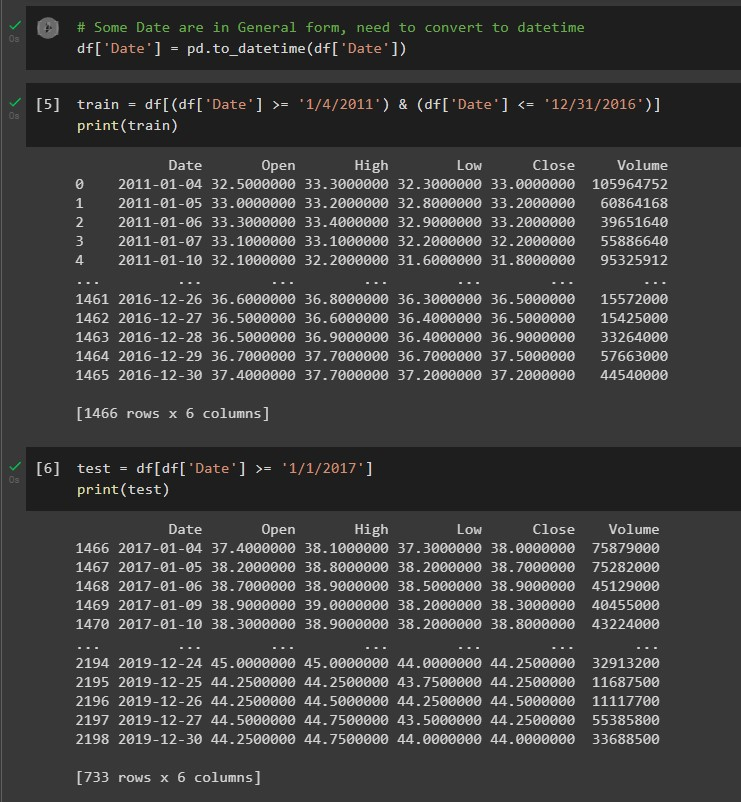 0s
# Some Date are in General form, need to convert to datetime
df['Date'] = pd.to_datetime(df['Date'])
0s
[5] train = df[(df['Date'] >= '1/4/2011') & (df['Date'] <= '12/31/2016')]
print(train)
Date Open High Low Close Volume
0 2011-01-04 32.5000000 33.3000000 32.3000000 33.0000000 105964752
1 2011-01-05 33.0000000 33.2000000 32.8000000 33.2000000 60864168
2 2011-01-06 33.3000000 33.4000000 32.9000000 33.2000000 39651640
3 2011-01-07 33.1000000 33.1000000 32.2000000 32.2000000 55886640
4 2011-01-10 32.1000000 32.2000000 31.6000000 31.8000000 95325912
... ... ... ... ... ... ...
1461 2016-12-26 36.6000000 36.8000000 36.3000000 36.5000000 15572000
1462 2016-12-27 36.5000000 36.6000000 36.4000000 36.5000000 15425000
1463 2016-12-28 36.5000000 36.9000000 36.4000000 36.9000000 33264000
1464 2016-12-29 36.7000000 37.7000000 36.7000000 37.5000000 57663000
1465 2016-12-30 37.4000000 37.7000000 37.2000000 37.2000000 44540000
[1466 rows x 6 columns]
0s
[6] test = df[df['Date'] >= '1/1/2017']
print(test)
Date Open High Low Close Volume
1466 2017-01-04 37.4000000 38.1000000 37.3000000 38.0000000 75879000
1467 2017-01-05 38.2000000 38.8000000 38.2000000 38.7000000 75282000
1468 2017-01-06 38.7000000 38.9000000 38.5000000 38.9000000 45129000
1469 2017-01-09 38.9000000 39.0000000 38.2000000 38.3000000 40455000
1470 2017-01-10 38.3000000 38.9000000 38.2000000 38.8000000 43224000
... ... ... ... ... ... ...
2194 2019-12-24 45.0000000 45.0000000 44.0000000 44.2500000 32913200
2195 2019-12-25 44.2500000 44.2500000 43.7500000 44.2500000 11687500
2196 2019-12-26 44.2500000 44.5000000 44.2500000 44.5000000 11117700
2197 2019-12-27 44.5000000 44.7500000 43.5000000 44.2500000 55385800
2198 2019-12-30 44.2500000 44.7500000 44.0000000 44.0000000 33688500
[733 rows x 6 columns]